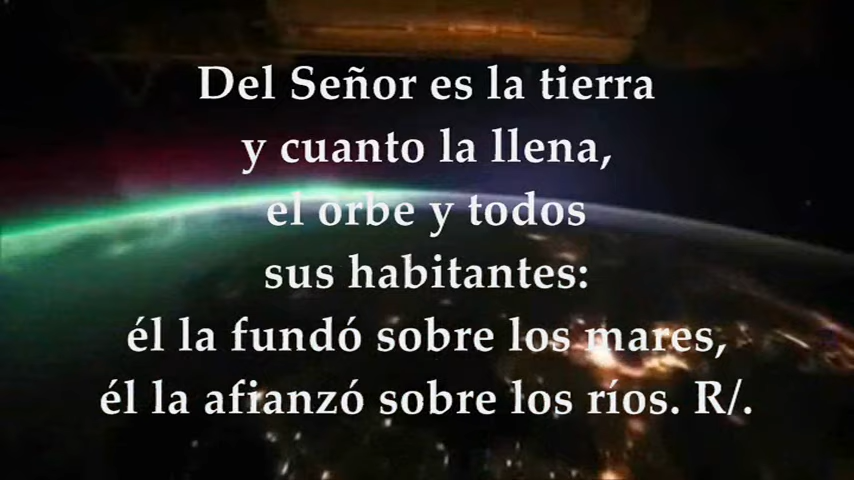 Del Señor es la tierra
y cuanto la llena,
el orbe y todos
sus habitantes:
él la fundó sobre los mares,
él la afianzó sobre los ríos. R/.